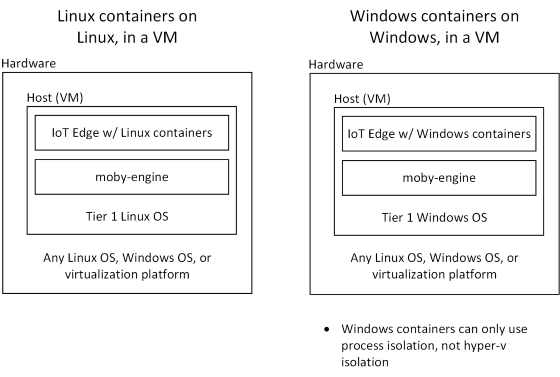 Linux containers on
Linux, in a VM
Hardware
Host (VM)
IoT Edge w/ Linux containers
moby-engine
Tier 1 Linux OS
Any Linux OS, Windows OS, or
virtualization platform
Windows containers on
Windows, in a VM
Hardware
Host (VM)
IoT Edge w/ Windows containers
moby-engine
Tier 1 Windows OS
Any Linux OS, Windows OS, or
virtualization platform
• Windows containers can only use
process isolation, not hyper-v
isolation